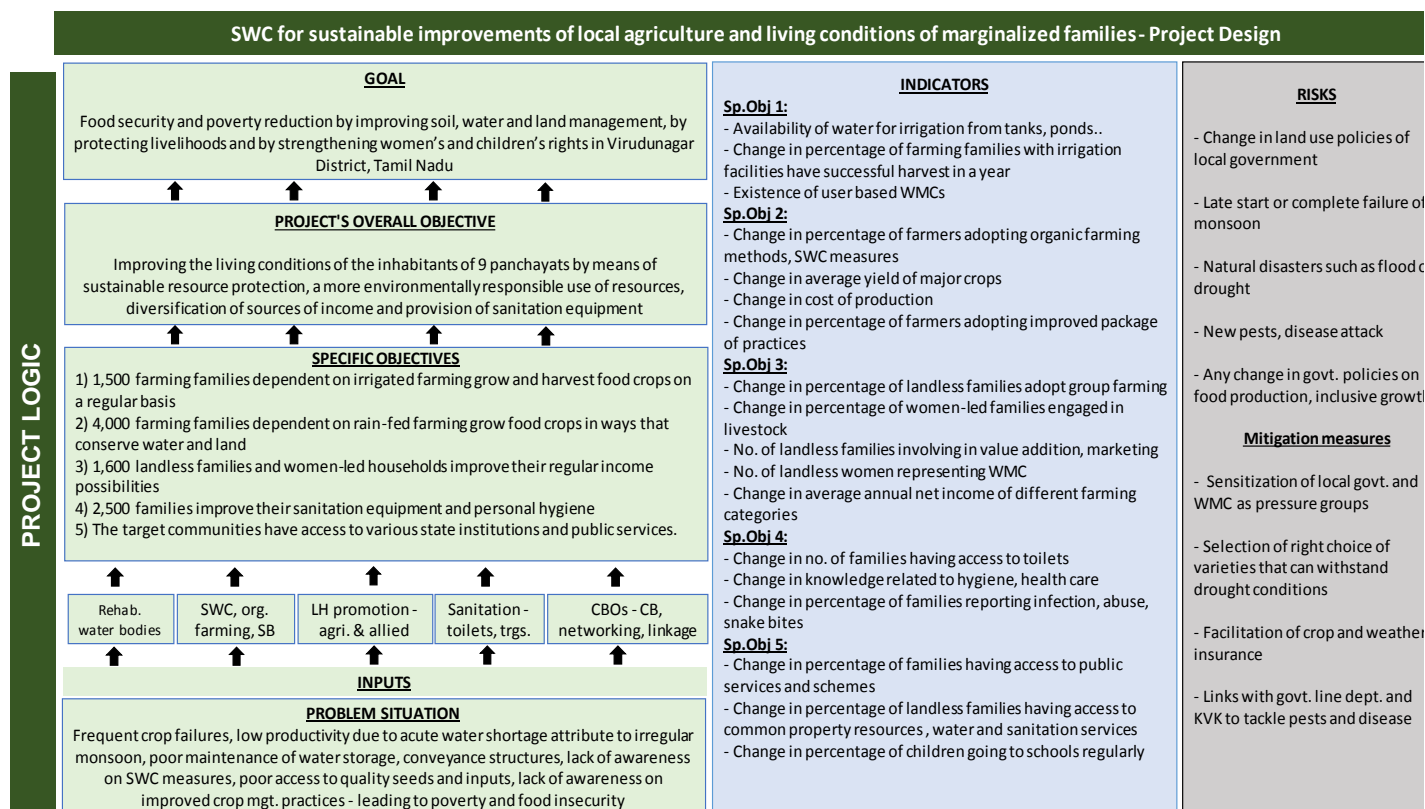 SWC for sustainable improvements of local agriculture and living conditions of marginalized families - Project Design
PROJECT LOGIC
GOAL
Food security and poverty reduction by improving soil, water and land management, by
protecting livelihoods and by strengthening women's and children's rights in Virudunagar
District, Tamil Nadu
PROJECT'S OVERALL OBJECTIVE
Improving the living conditions of the inhabitants of 9 panchayats by means of
sustainable resource protection, a more environmentally responsible use of resources,
diversification of sources of income and provision of sanitation equipment
SPECIFIC OBJECTIVES
1) 1,500 farming families dependent on irrigated farming grow and harvest food crops on
a regular basis
2) 4,000 farming families dependent on rain-fed farming grow food crops in ways that
conserve water and land
3) 1,600 landless families and women-led households improve their regular income
possibilities
4) 2,500 families improve their sanitation equipment and personal hygiene
5) The target communities have access to various state institutions and public services.
Rehab.
water bodies
SWC, org.
farming, SB
LH promotion -
agri. & allied
Sanitation -
toilets, trgs.
CBOs - CB,
networking, linkage
INPUTS
PROBLEM SITUATION
Frequent crop failures, low productivity due to acute water shortage attribute to irregular
monsoon, poor maintenance of water storage, conveyance structures, lack of awareness
on SWC measures, poor access to quality seeds and inputs, lack of awareness on
improved crop mgt. practices - leading to poverty and food insecurity
INDICATORS
Sp.Obj 1:
- Availability of water for irrigation from tanks, ponds..
- Change in percentage of farming families with irrigation
facilities have successful harvest in a year
- Existence of user based WMCs
Sp.Obj 2:
- Change in percentage of farmers adopting organic farming
methods, SWC measures
- Change in average yield of major crops
- Change in cost of production
- Change in percentage of farmers adopting improved package
of practices
Sp.Obj 3:
- Change in percentage of landless families adopt group farming
- Change in percentage of women-led families engaged in
livestock
- No. of landless families involving in value addition, marketing
- No. of landless women representing WMC
- Change in average annual net income of different farming
categories
Sp.Obj 4:
- Change in no. of families having access to toilets
- Change in knowledge related to hygiene, health care
- Change in percentage of families reporting infection, abuse,
snake bites
Sp.Obj 5:
- Change in percentage of families having access to public
services and schemes
- Change in percentage of landless families having access to
common property resources , water and sanitation services
- Change in percentage of children going to schools regularly
RISKS
- Change in land use policies of
local government
- Late start or complete failure of
monsoon
- Natural disasters such as flood
drought
- New pests, disease attack
- Any change in govt. policies on
food production, inclusive growth
Mitigation measures
- Sensitization of local govt. and
WMC as pressure groups
- Selection of right choice of
varieties that can withstand
drought conditions
- Facilitation of crop and weather
insurance
- Links with govt. line dept. and
KVK to tackle pests and disease